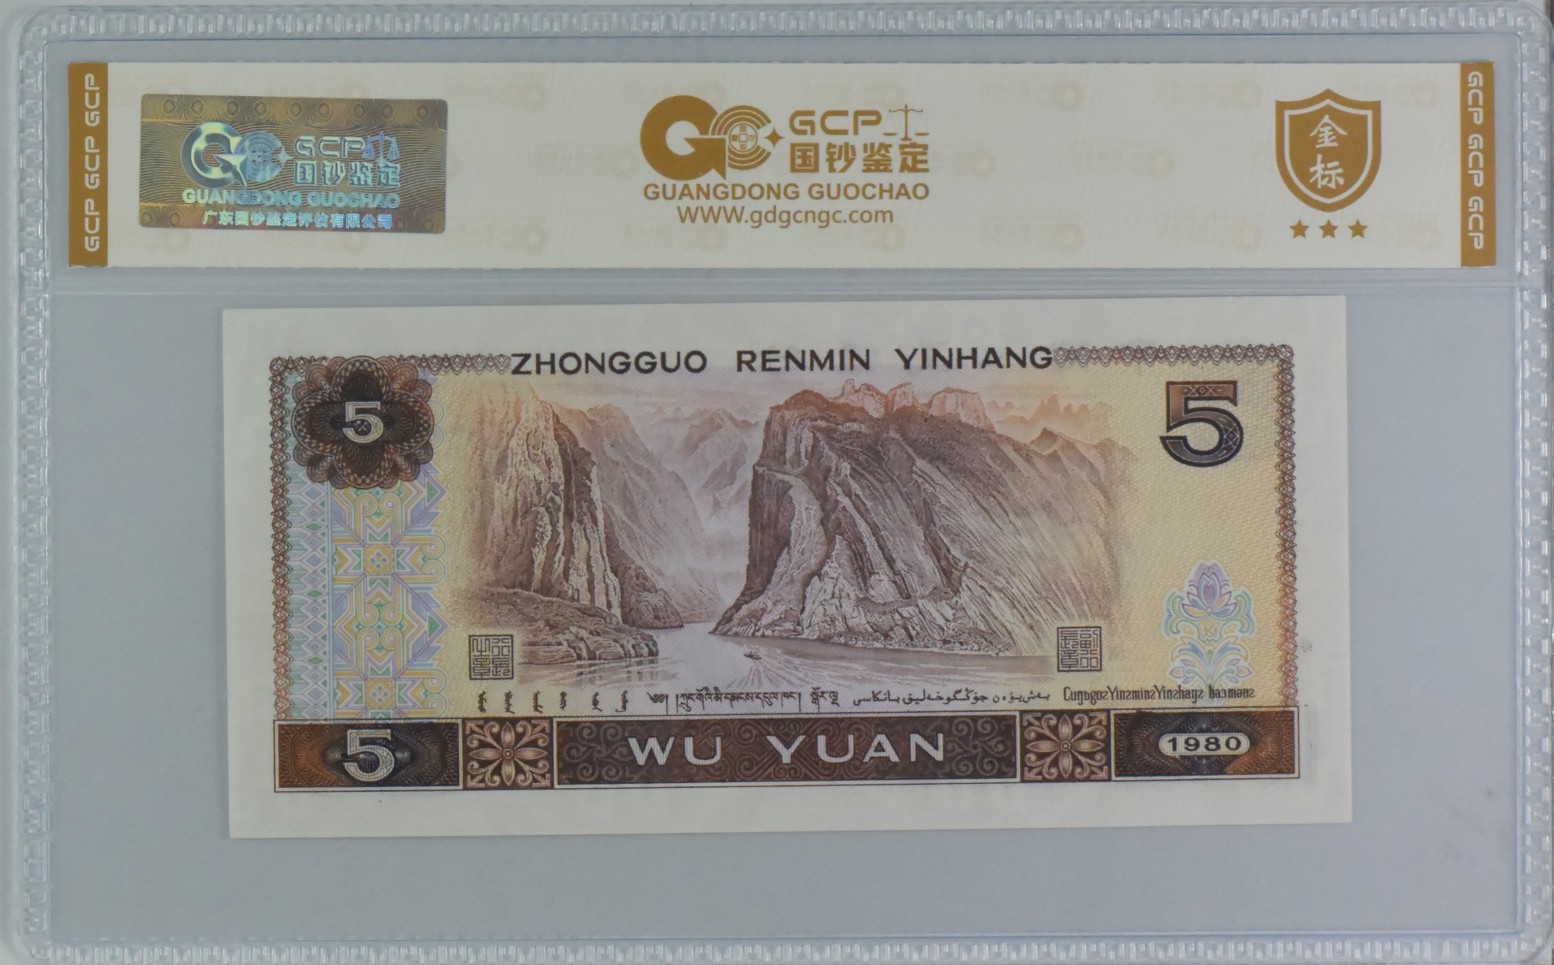 GCP GCP GCP
GCP
国钞鉴定
GUANGDONG GUOCHAO
广东国钞鉴定评估有限公司
GCP
国钞鉴定
GUANGDONG GUOCHAO
WWW.gdgcngc.com
金
标
GCP GCP GCP
ZHONGGUO RENMIN YINHANG
5
5
WU YUAN
5
1980